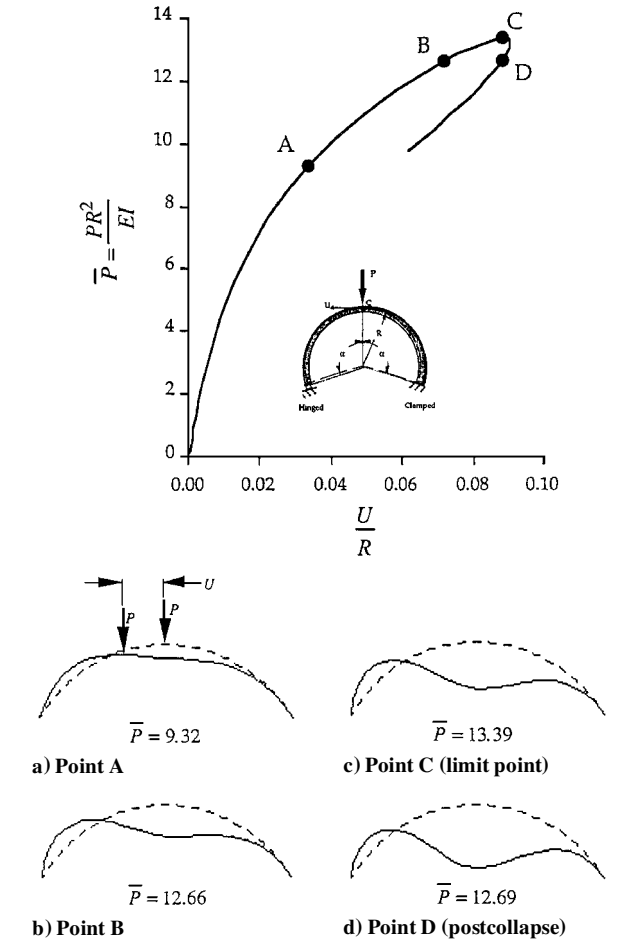 14
12
10
8
6
4
2
0
P̅ = PR²/EI
0.00 0.02 0.04 0.06 0.08 0.10
U/R
A
B
C
D
P
U
C
R
α α
Hinged Clamped
U
P P
P̅ = 9.32
a) Point A
P̅ = 13.39
c) Point C (limit point)
P̅ = 12.66
b) Point B
P̅ = 12.69
d) Point D (postcollapse)